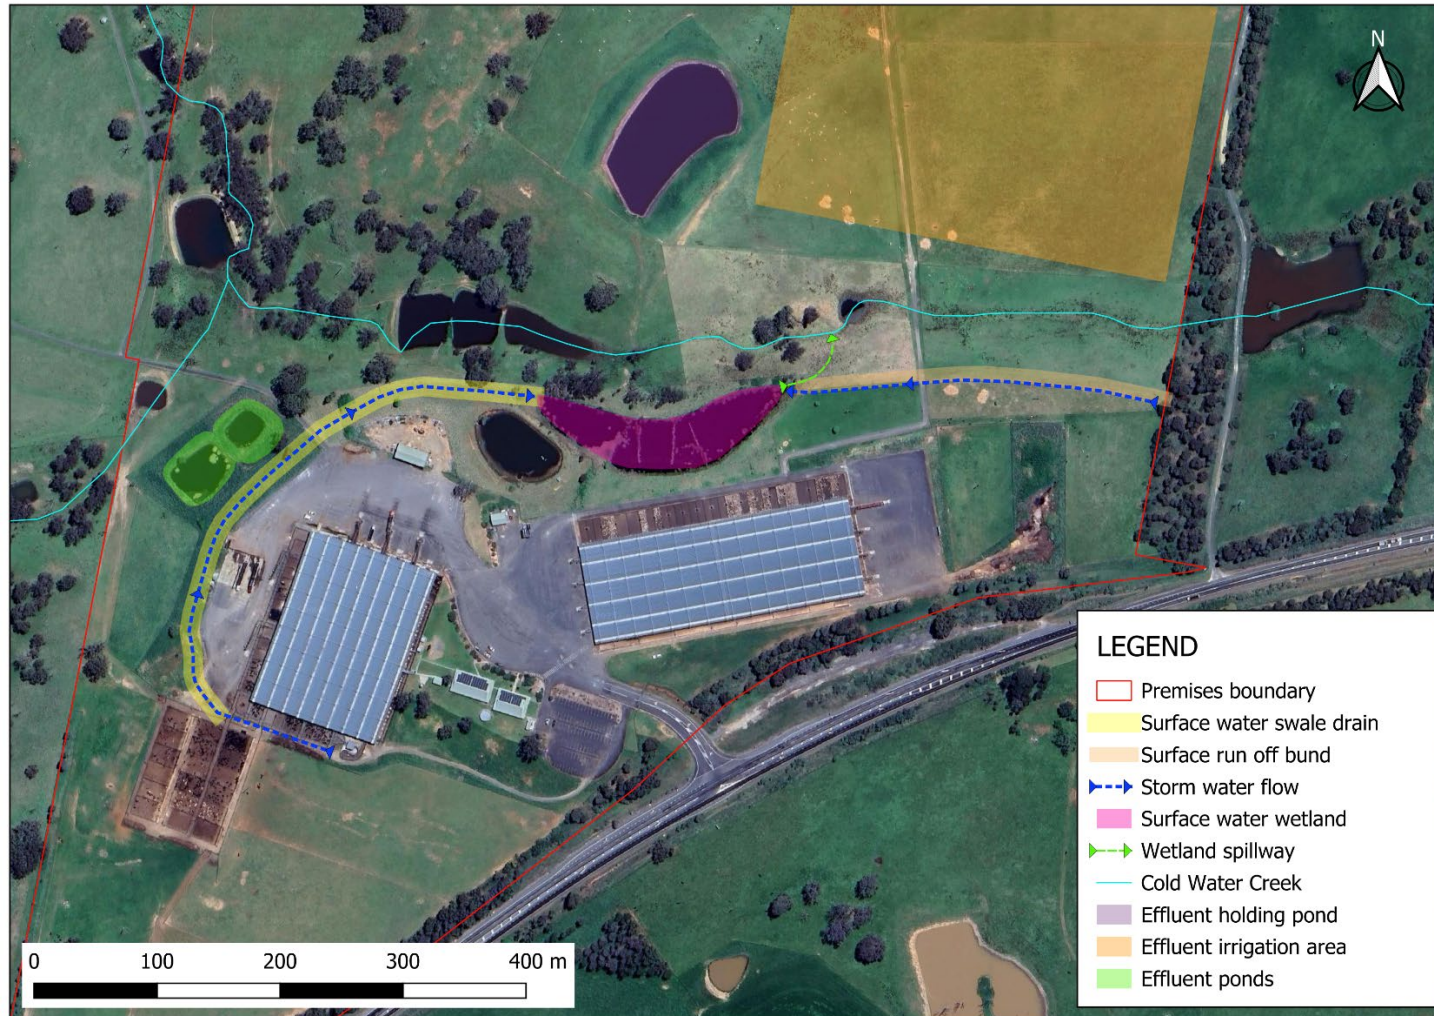 N
LEGEND
Premises boundary
Surface water swale drain
Surface run off bund
Storm water flow
Surface water wetland
Wetland spillway
Cold Water Creek
Effluent holding pond
Effluent irrigation area
Effluent ponds
0 100 200 300 400 m